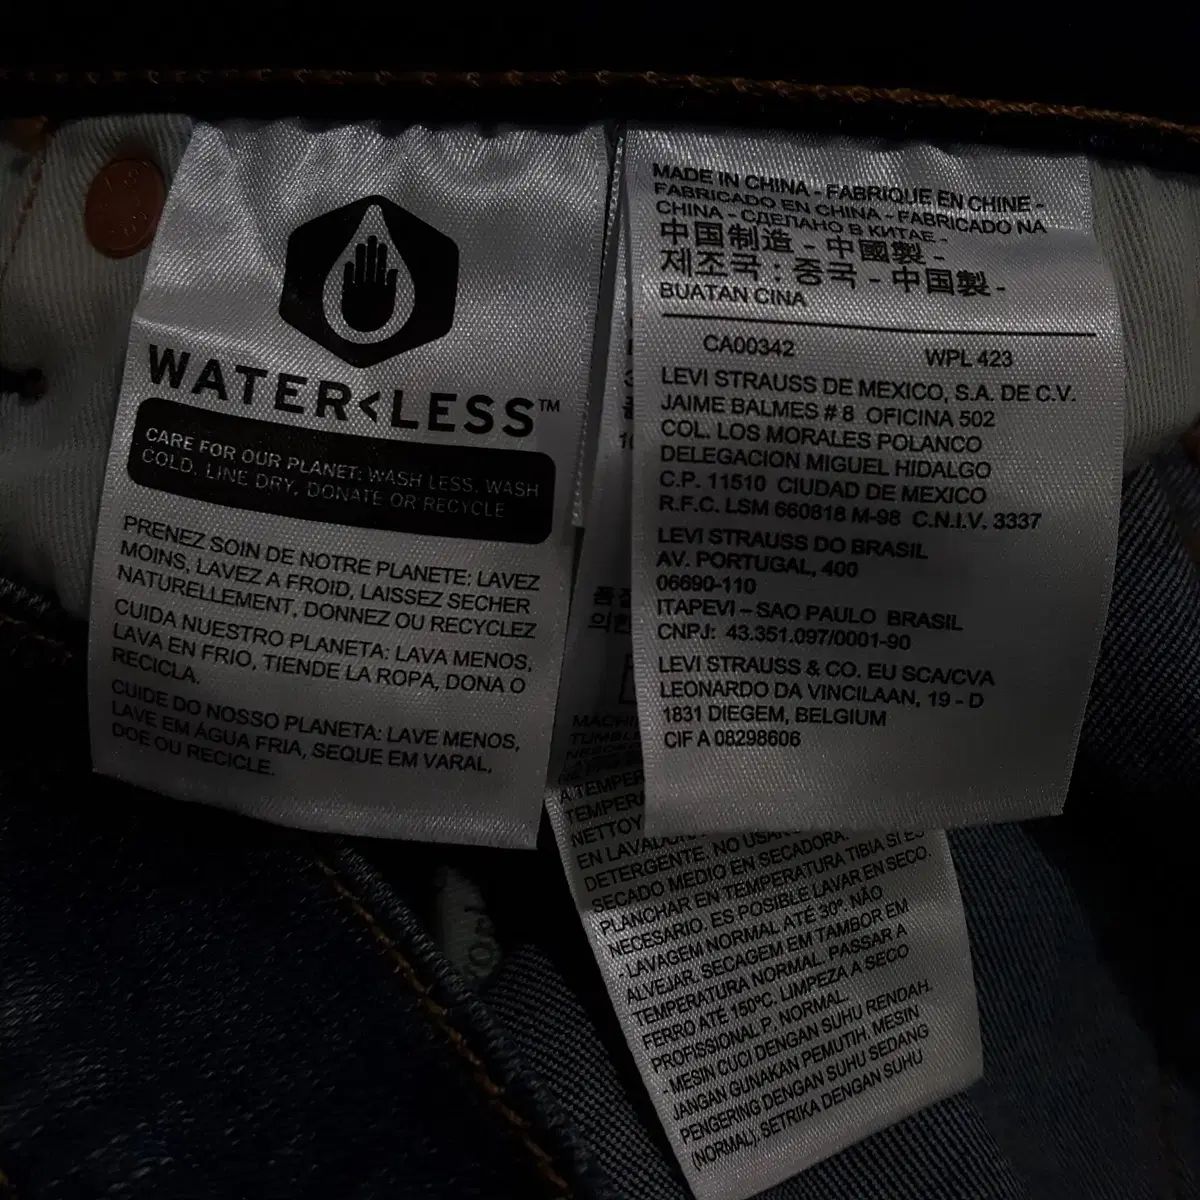 WATER<LESS™
CARE FOR OUR PLANET: WASH LESS, WASH
COLD, LINE DRY, DONATE OR RECYCLE
PRENEZ SOIN DE NOTRE PLANETE: LAVEZ
MOINS, LAVEZ A FROID, LAISSEZ SECHER
NATURELLEMENT, DONNEZ OU RECYCLEZ
CUIDA NUESTRO PLANETA: LAVA MENOS,
LAVA EN FRIO, TIENDE LA ROPA, DONA O
RECICLA.
CUIDE DO NOSSO PLANETA: LAVE MENOS,
LAVE EM ÁGUA FRIA, SEQUE EM VARAL,
DOE OU RECICLE.
MADE IN CHINA - FABRIQUE EN CHINE -
FABRICADO EN CHINA - FABRICADO NA
CHINA - СДЕЛАНО В КИТАЕ -
中国制造 - 中國製 -
제조국 : 중국 - 中国製 -
BUATAN CINA
CA00342 WPL 423
LEVI STRAUSS DE MEXICO, S.A. DE C.V.
JAIME BALMES # 8 OFICINA 502
COL. LOS MORALES POLANCO
DELEGACION MIGUEL HIDALGO
C.P. 11510 CIUDAD DE MEXICO
R.F.C. LSM 660818 M-98 C.N.I.V. 3337
LEVI STRAUSS DO BRASIL
AV. PORTUGAL, 400
06690-110
ITAPEVI – SAO PAULO BRASIL
CNPJ: 43.351.097/0001-90
LEVI STRAUSS & CO. EU SCA/CVA
LEONARDO DA VINCILAAN, 19 - D
1831 DIEGEM, BELGIUM
CIF A 08298606
A TEMPER
TEMPER
NETTOY
EN LAVADORA
DETERGENTE. NO USAR
SECADO MEDIO EN SECADORA.
PLANCHAR EN TEMPERATURA TIBIA SI ES
NECESARIO. ES POSIBLE LAVAR EN SECO.
- LAVAGEM NORMAL ATÉ 30°. NÃO
ALVEJAR. SECAGEM EM TAMBOR EM
TEMPERATURA NORMAL. PASSAR A
FERRO ATÉ 150ºC. LIMPEZA A SECO
PROFISSIONAL P, NORMAL.
- MESIN CUCI DENGAN SUHU RENDAH.
JANGAN GUNAKAN PEMUTIH. MESIN
PENGERING DENGAN SUHU SEDANG
(NORMAL), SETRIKA DENGAN SUHU